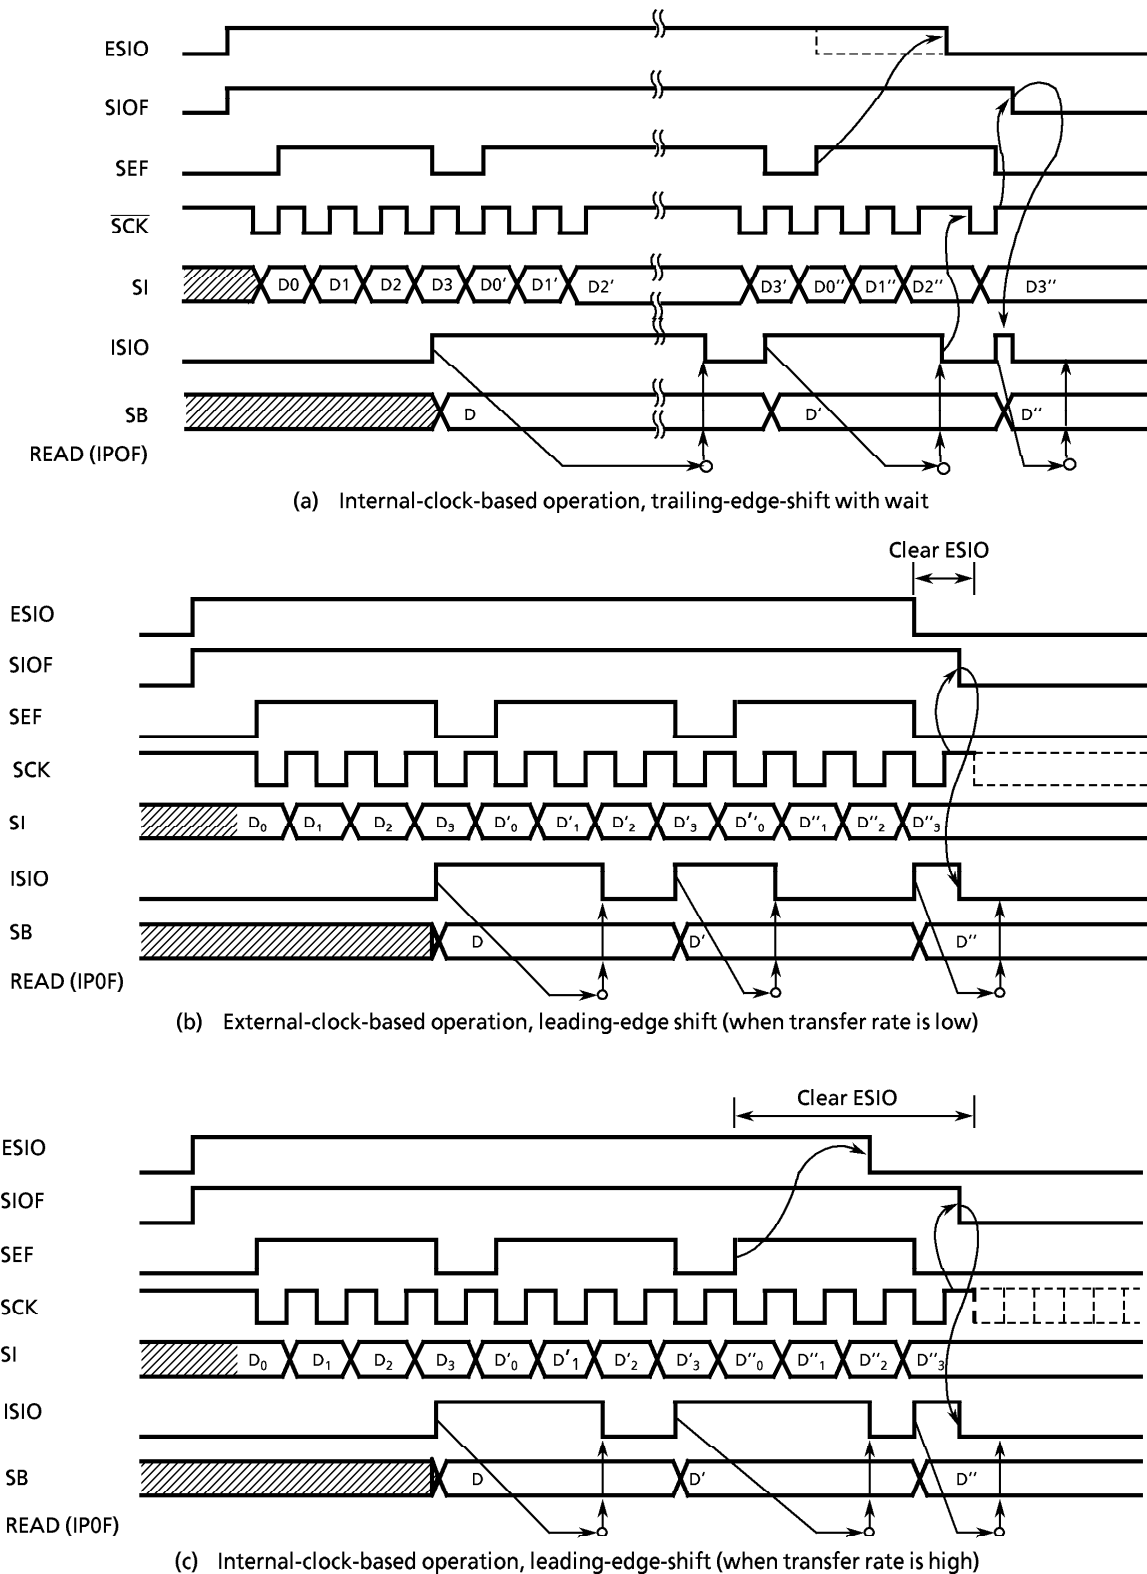 ESIO
SIOF
SEF
SCK
SI D0 D1 D2 D3 D0' D1' D2' D3' D0'' D1'' D2'' D3''
ISIO
SB D D' D''
READ (IPOF)
(a) Internal-clock-based operation, trailing-edge-shift with wait
Clear ESIO
ESIO
SIOF
SEF
SCK
SI D0 D1 D2 D3 D'0 D'1 D'2 D'3 D''0 D''1 D''2 D''3
ISIO
SB D D' D''
READ (IP0F)
(b) External-clock-based operation, leading-edge shift (when transfer rate is low)
Clear ESIO
ESIO
SIOF
SEF
SCK
SI D0 D1 D2 D3 D'0 D'1 D'2 D'3 D''0 D''1 D''2 D''3
ISIO
SB D D' D''
READ (IP0F)
(c) Internal-clock-based operation, leading-edge-shift (when transfer rate is high)